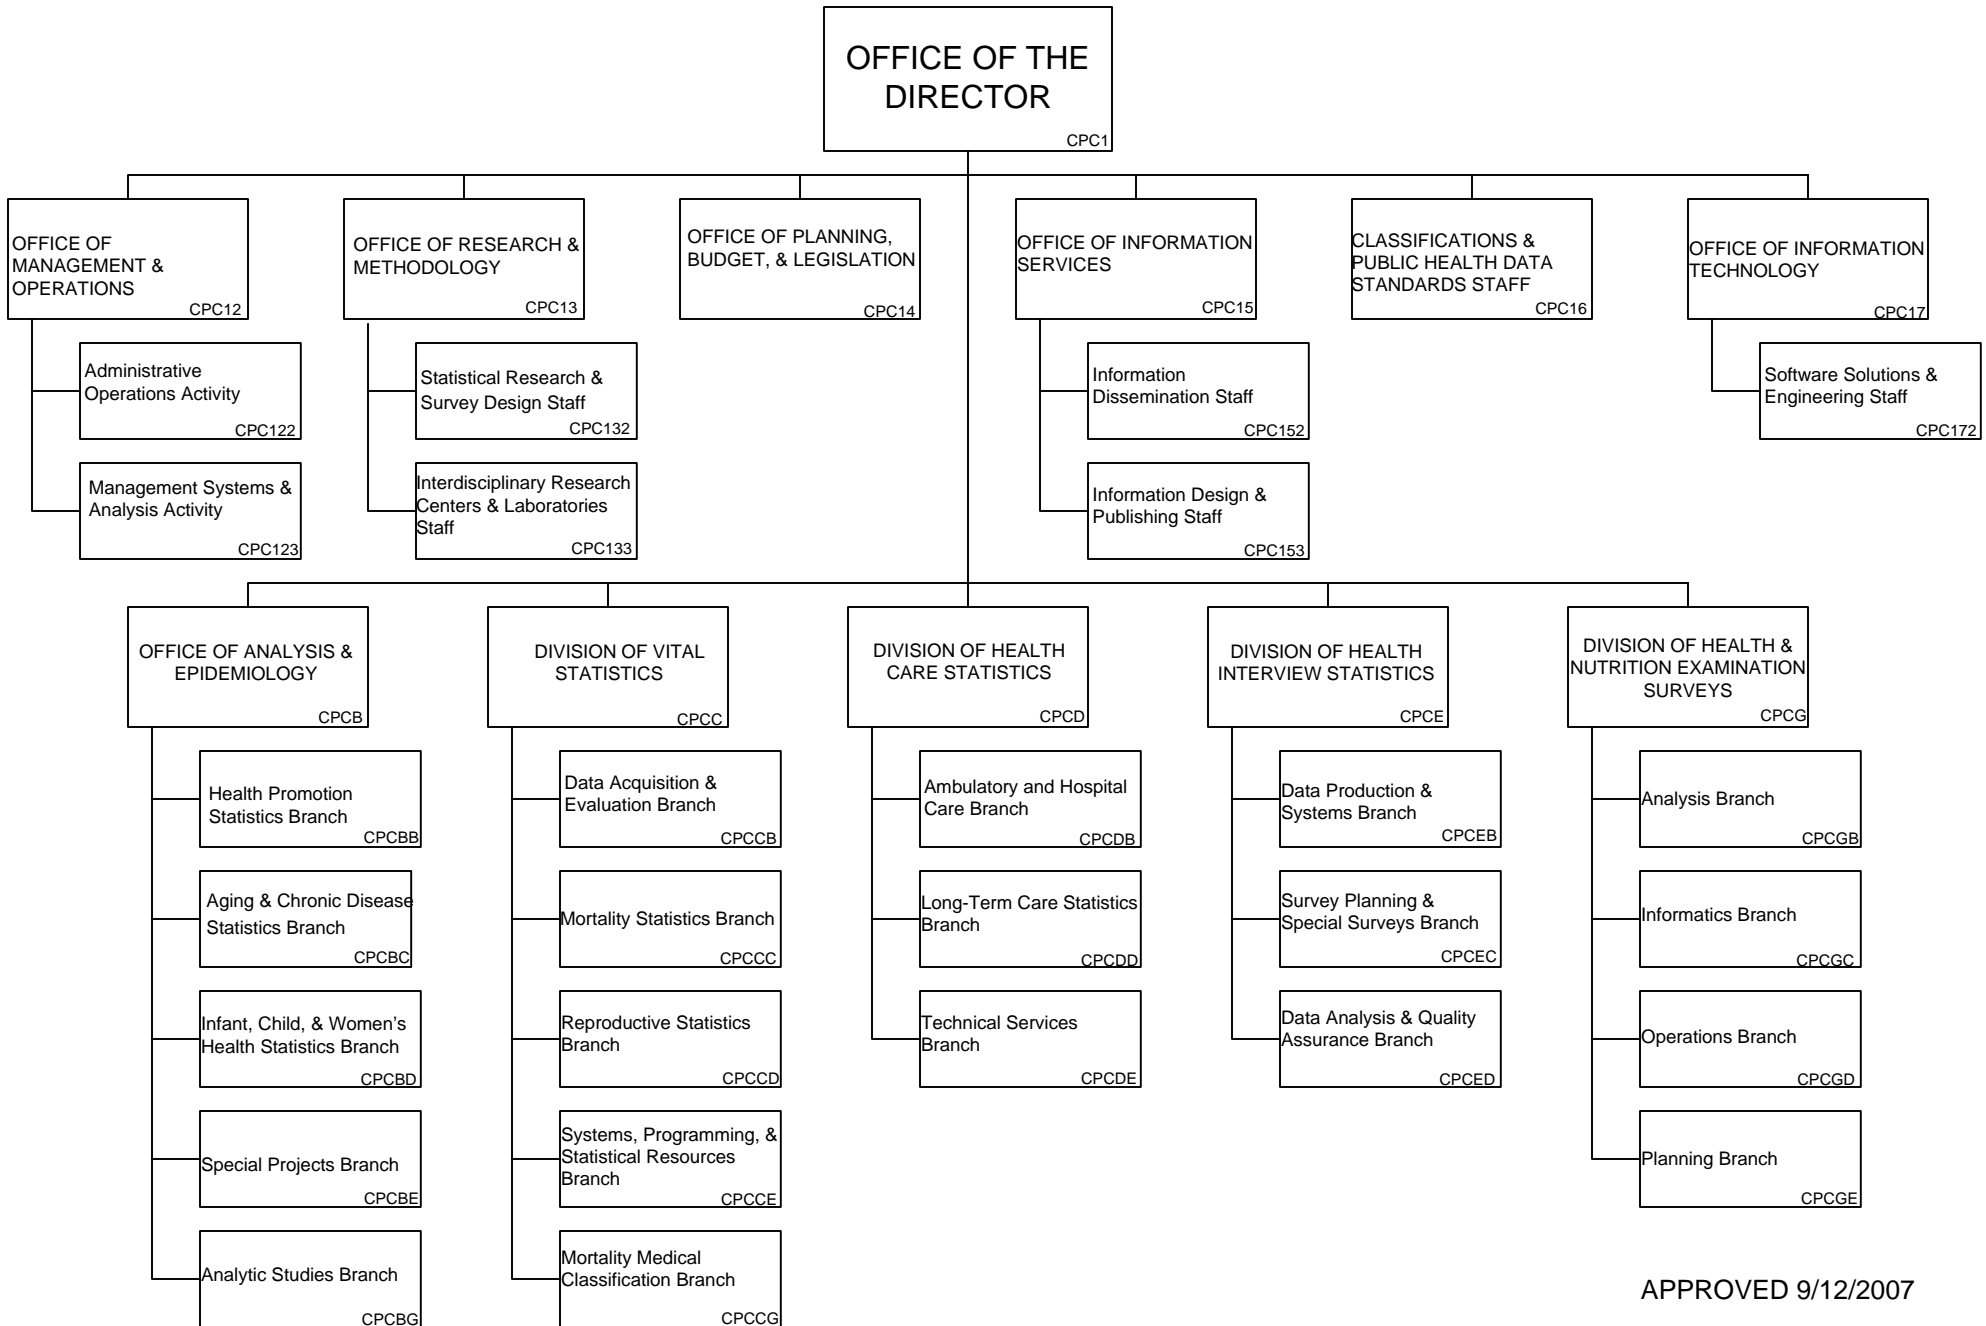 OFFICE OF THE
DIRECTOR
CPC1
OFFICE OF
MANAGEMENT &
OPERATIONS
CPC12
Administrative
Operations Activity
CPC122
Management Systems &
Analysis Activity
CPC123
OFFICE OF RESEARCH &
METHODOLOGY
CPC13
Statistical Research &
Survey Design Staff
CPC132
Interdisciplinary Research
Centers & Laboratories
Staff
CPC133
OFFICE OF PLANNING,
BUDGET, & LEGISLATION
CPC14
OFFICE OF INFORMATION
SERVICES
CPC15
Information
Dissemination Staff
CPC152
Information Design &
Publishing Staff
CPC153
CLASSIFICATIONS &
PUBLIC HEALTH DATA
STANDARDS STAFF
CPC16
OFFICE OF INFORMATION
TECHNOLOGY
CPC17
Software Solutions &
Engineering Staff
CPC172
OFFICE OF ANALYSIS &
EPIDEMIOLOGY
CPCB
Health Promotion
Statistics Branch
CPCBB
Aging & Chronic Disease
Statistics Branch
CPCBC
Infant, Child, & Women's
Health Statistics Branch
CPCBD
Special Projects Branch
CPCBE
Analytic Studies Branch
CPCBG
DIVISION OF VITAL
STATISTICS
CPCC
Data Acquisition &
Evaluation Branch
CPCCB
Mortality Statistics Branch
CPCCC
Reproductive Statistics
Branch
CPCCD
Systems, Programming, &
Statistical Resources
Branch
CPCCE
Mortality Medical
Classification Branch
CPCCG
DIVISION OF HEALTH
CARE STATISTICS
CPCD
Ambulatory and Hospital
Care Branch
CPCDB
Long-Term Care Statistics
Branch
CPCDD
Technical Services
Branch
CPCDE
DIVISION OF HEALTH
INTERVIEW STATISTICS
CPCE
Data Production &
Systems Branch
CPCEB
Survey Planning &
Special Surveys Branch
CPCEC
Data Analysis & Quality
Assurance Branch
CPCED
DIVISION OF HEALTH &
NUTRITION EXAMINATION
SURVEYS
CPCG
Analysis Branch
CPCGB
Informatics Branch
CPCGC
Operations Branch
CPCGD
Planning Branch
CPCGE
APPROVED 9/12/2007